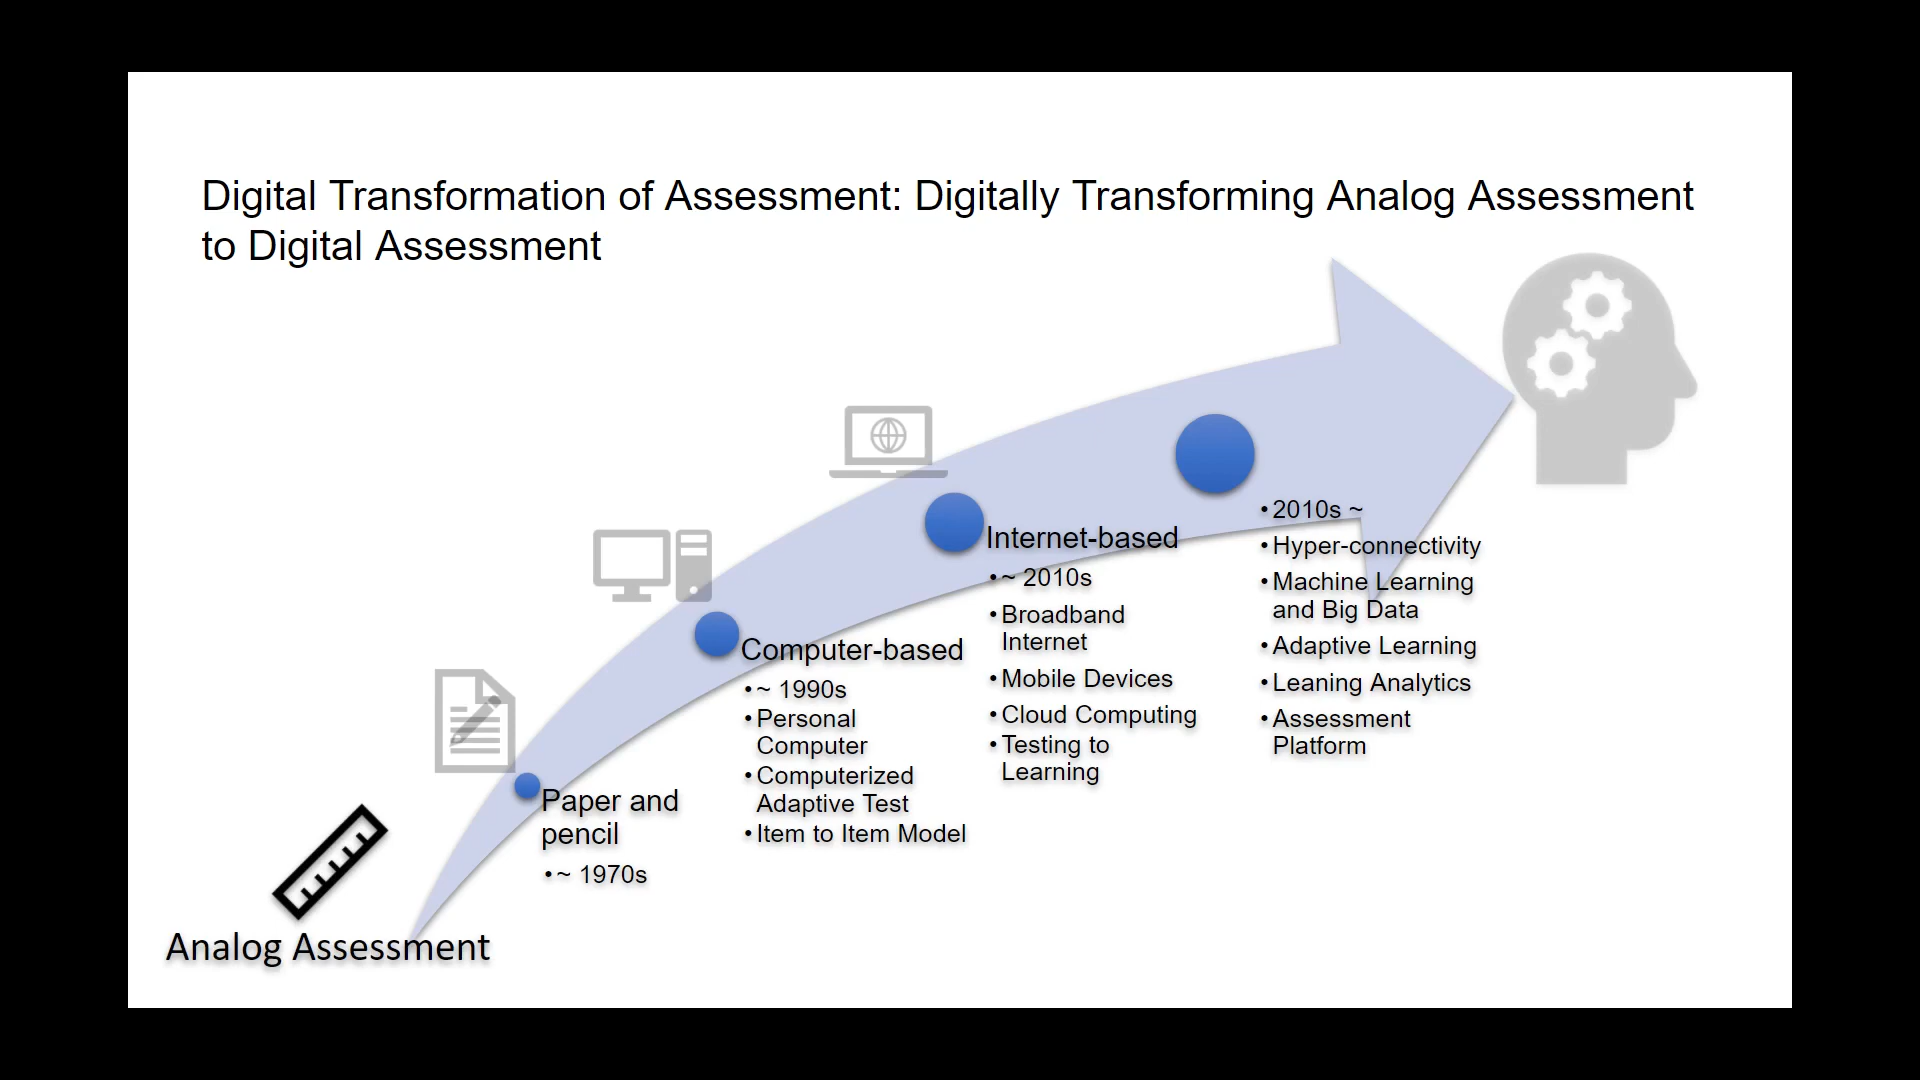 Digital Transformation of Assessment: Digitally Transforming Analog Assessment
to Digital Assessment
Analog Assessment
Paper and
pencil
•~ 1970s
Computer-based
•~ 1990s
•Personal
Computer
•Computerized
Adaptive Test
•Item to Item Model
Internet-based
•~ 2010s
•Broadband
Internet
•Mobile Devices
•Cloud Computing
•Testing to
Learning
•2010s ~
•Hyper-connectivity
•Machine Learning
and Big Data
•Adaptive Learning
•Leaning Analytics
•Assessment
Platform